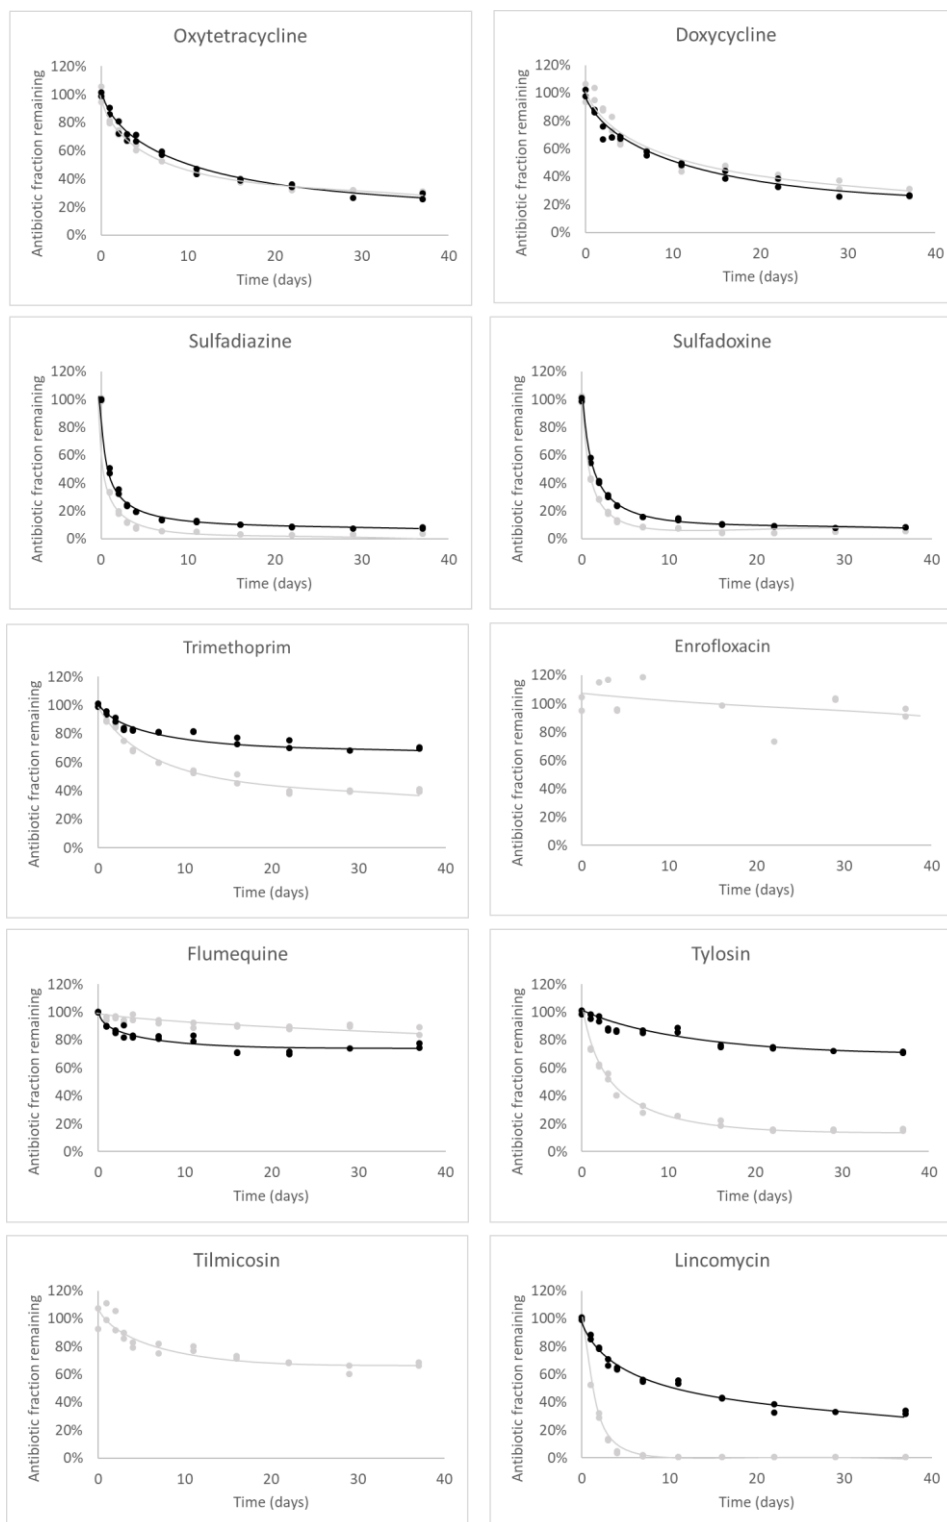 Oxytetracycline
Antibiotic fraction remaining
120%
100%
80%
60%
40%
20%
0%
0 10 20 30 40
Time (days)
Doxycycline
Antibiotic fraction remaining
120%
100%
80%
60%
40%
20%
0%
0 10 20 30 40
Time (days)
Sulfadiazine
Antibiotic fraction remaining
120%
100%
80%
60%
40%
20%
0%
0 10 20 30 40
Time (days)
Sulfadoxine
Antibiotic fraction remaining
120%
100%
80%
60%
40%
20%
0%
0 10 20 30 40
Time (days)
Trimethoprim
Antibiotic fraction remaining
120%
100%
80%
60%
40%
20%
0%
0 10 20 30 40
Time (days)
Enrofloxacin
Antibiotic fraction remaining
120%
100%
80%
60%
40%
20%
0%
0 10 20 30 40
Time (days)
Flumequine
Antibiotic fraction remaining
120%
100%
80%
60%
40%
20%
0%
0 10 20 30 40
Time (days)
Tylosin
Antibiotic fraction remaining
120%
100%
80%
60%
40%
20%
0%
0 10 20 30 40
Time (days)
Tilmicosin
Antibiotic fraction remaining
120%
100%
80%
60%
40%
20%
0%
0 10 20 30 40
Time (days)
Lincomycin
Antibiotic fraction remaining
120%
100%
80%
60%
40%
20%
0%
0 10 20 30 40
Time (days)